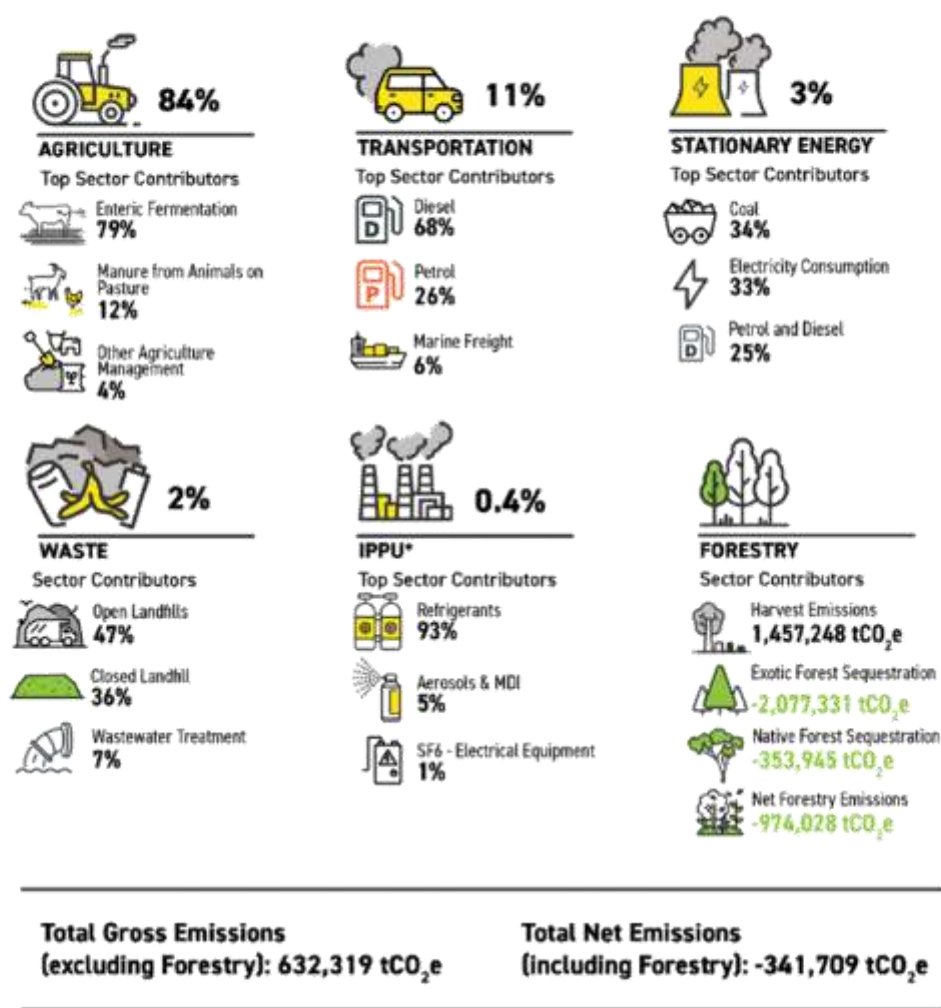 84%
AGRICULTURE
Top Sector Contributors
Enteric Fermentation
79%
Manure from Animals on
Pasture
12%
Other Agriculture
Management
4%
11%
TRANSPORTATION
Top Sector Contributors
D
Diesel
68%
P
Petrol
26%
Marine Freight
6%
3%
STATIONARY ENERGY
Top Sector Contributors
Coal
34%
Electricity Consumption
33%
D
Petrol and Diesel
25%
2%
WASTE
Sector Contributors
Open Landfills
47%
Closed Landfill
36%
Wastewater Treatment
7%
0.4%
IPPU*
Top Sector Contributors
Refrigerants
93%
Aerosols & MDI
5%
SF6 - Electrical Equipment
1%
FORESTRY
Sector Contributors
Harvest Emissions
1,457,248 tCO₂e
Exotic Forest Sequestration
-2,077,331 tCO₂e
Native Forest Sequestration
-353,945 tCO₂e
Net Forestry Emissions
-974,028 tCO₂e
Total Gross Emissions
(excluding Forestry): 632,319 tCO₂e
Total Net Emissions
(including Forestry): -341,709 tCO₂e